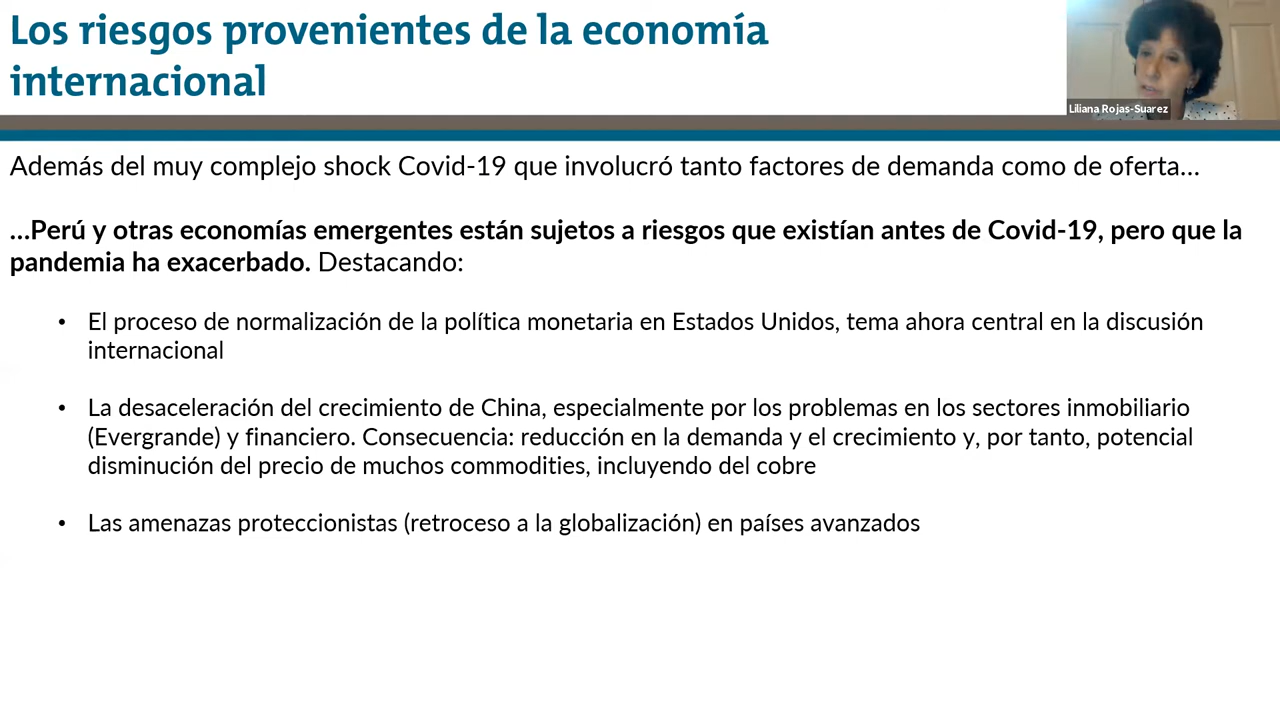 Los riesgos provenientes de la economía
internacional
Liliana Rojas-Suarez
Además del muy complejo shock Covid-19 que involucró tanto factores de demanda como de oferta...
...Perú y otras economías emergentes están sujetos a riesgos que existían antes de Covid-19, pero que la
pandemia ha exacerbado. Destacando:
• El proceso de normalización de la política monetaria en Estados Unidos, tema ahora central en la discusión
internacional
• La desaceleración del crecimiento de China, especialmente por los problemas en los sectores inmobiliario
(Evergrande) y financiero. Consecuencia: reducción en la demanda y el crecimiento y, por tanto, potencial
disminución del precio de muchos commodities, incluyendo del cobre
• Las amenazas proteccionistas (retroceso a la globalización) en países avanzados